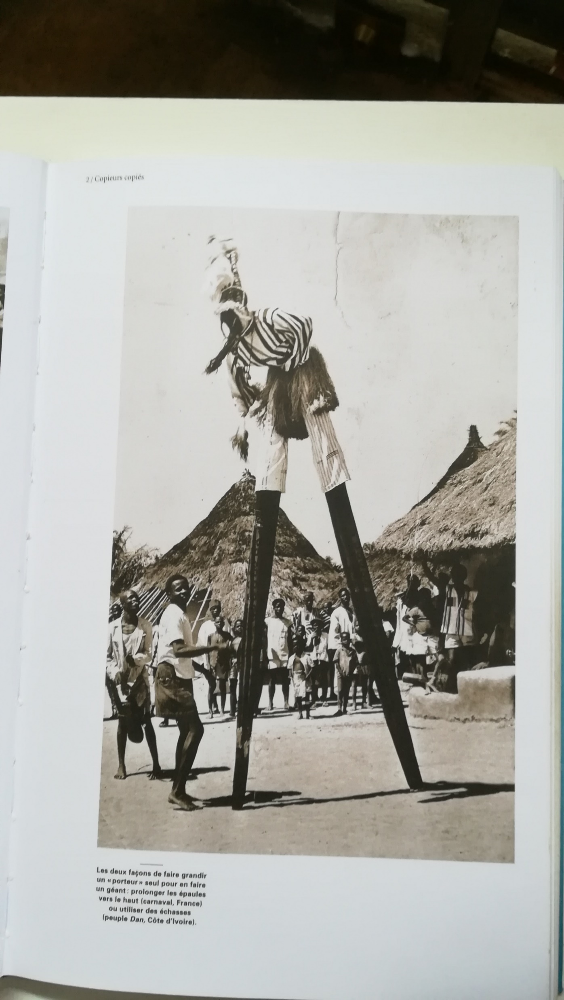 2 / Copieurs copiés
Les deux façons de faire grandir
un « porteur » seul pour en faire
un géant : prolonger les épaules
vers le haut (carnaval, France)
ou utiliser des échasses
(peuple Dan, Côte d'Ivoire).